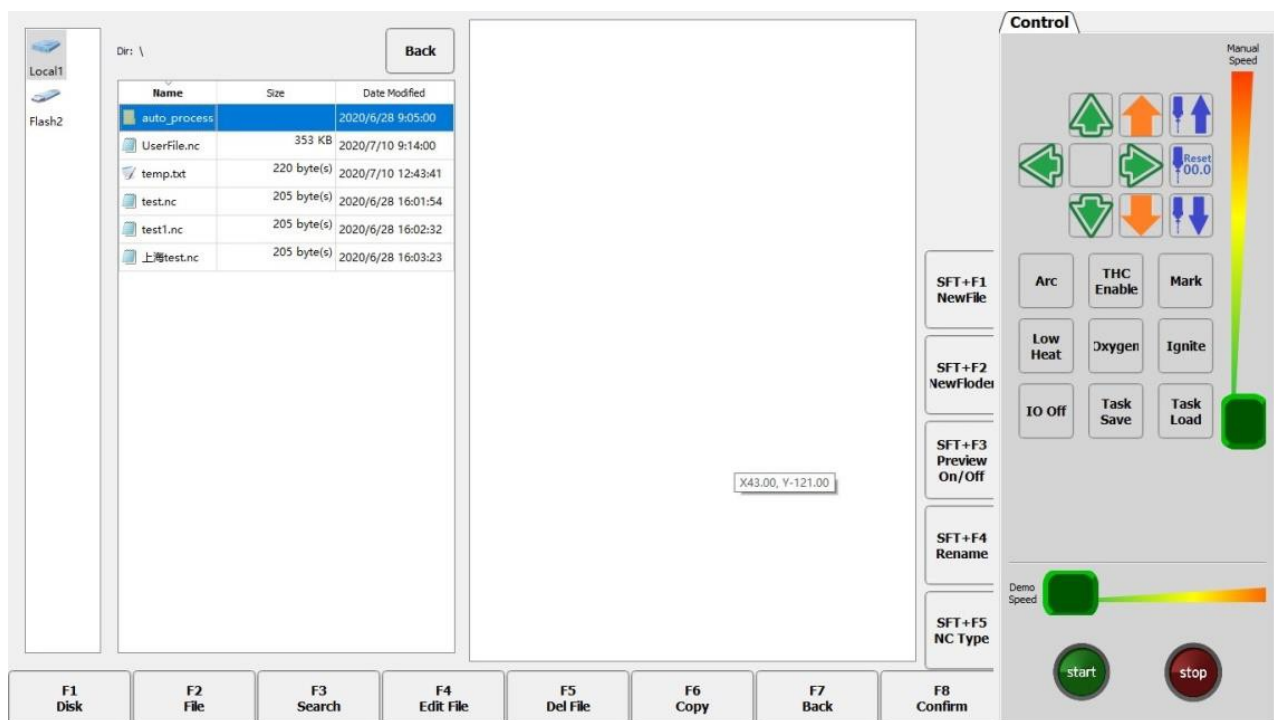 Local1
Flash2
Dir: \
Back
Name Size Date Modified
auto_process 2020/6/28 9:05:00
UserFile.nc 353 KB 2020/7/10 9:14:00
temp.txt 220 byte(s) 2020/7/10 12:43:41
test.nc 205 byte(s) 2020/6/28 16:01:54
test1.nc 205 byte(s) 2020/6/28 16:02:32
上海test.nc 205 byte(s) 2020/6/28 16:03:23
X43.00, Y-121.00
SFT+F1
NewFile
SFT+F2
NewFloder
SFT+F3
Preview
On/Off
SFT+F4
Rename
SFT+F5
NC Type
F1
Disk
F2
File
F3
Search
F4
Edit File
F5
Del File
F6
Copy
F7
Back
F8
Confirm
Control
Manual
Speed
Reset
00.0
Arc
THC
Enable
Mark
Low
Heat
Oxygen
Ignite
IO Off
Task
Save
Task
Load
Demo
Speed
start
stop